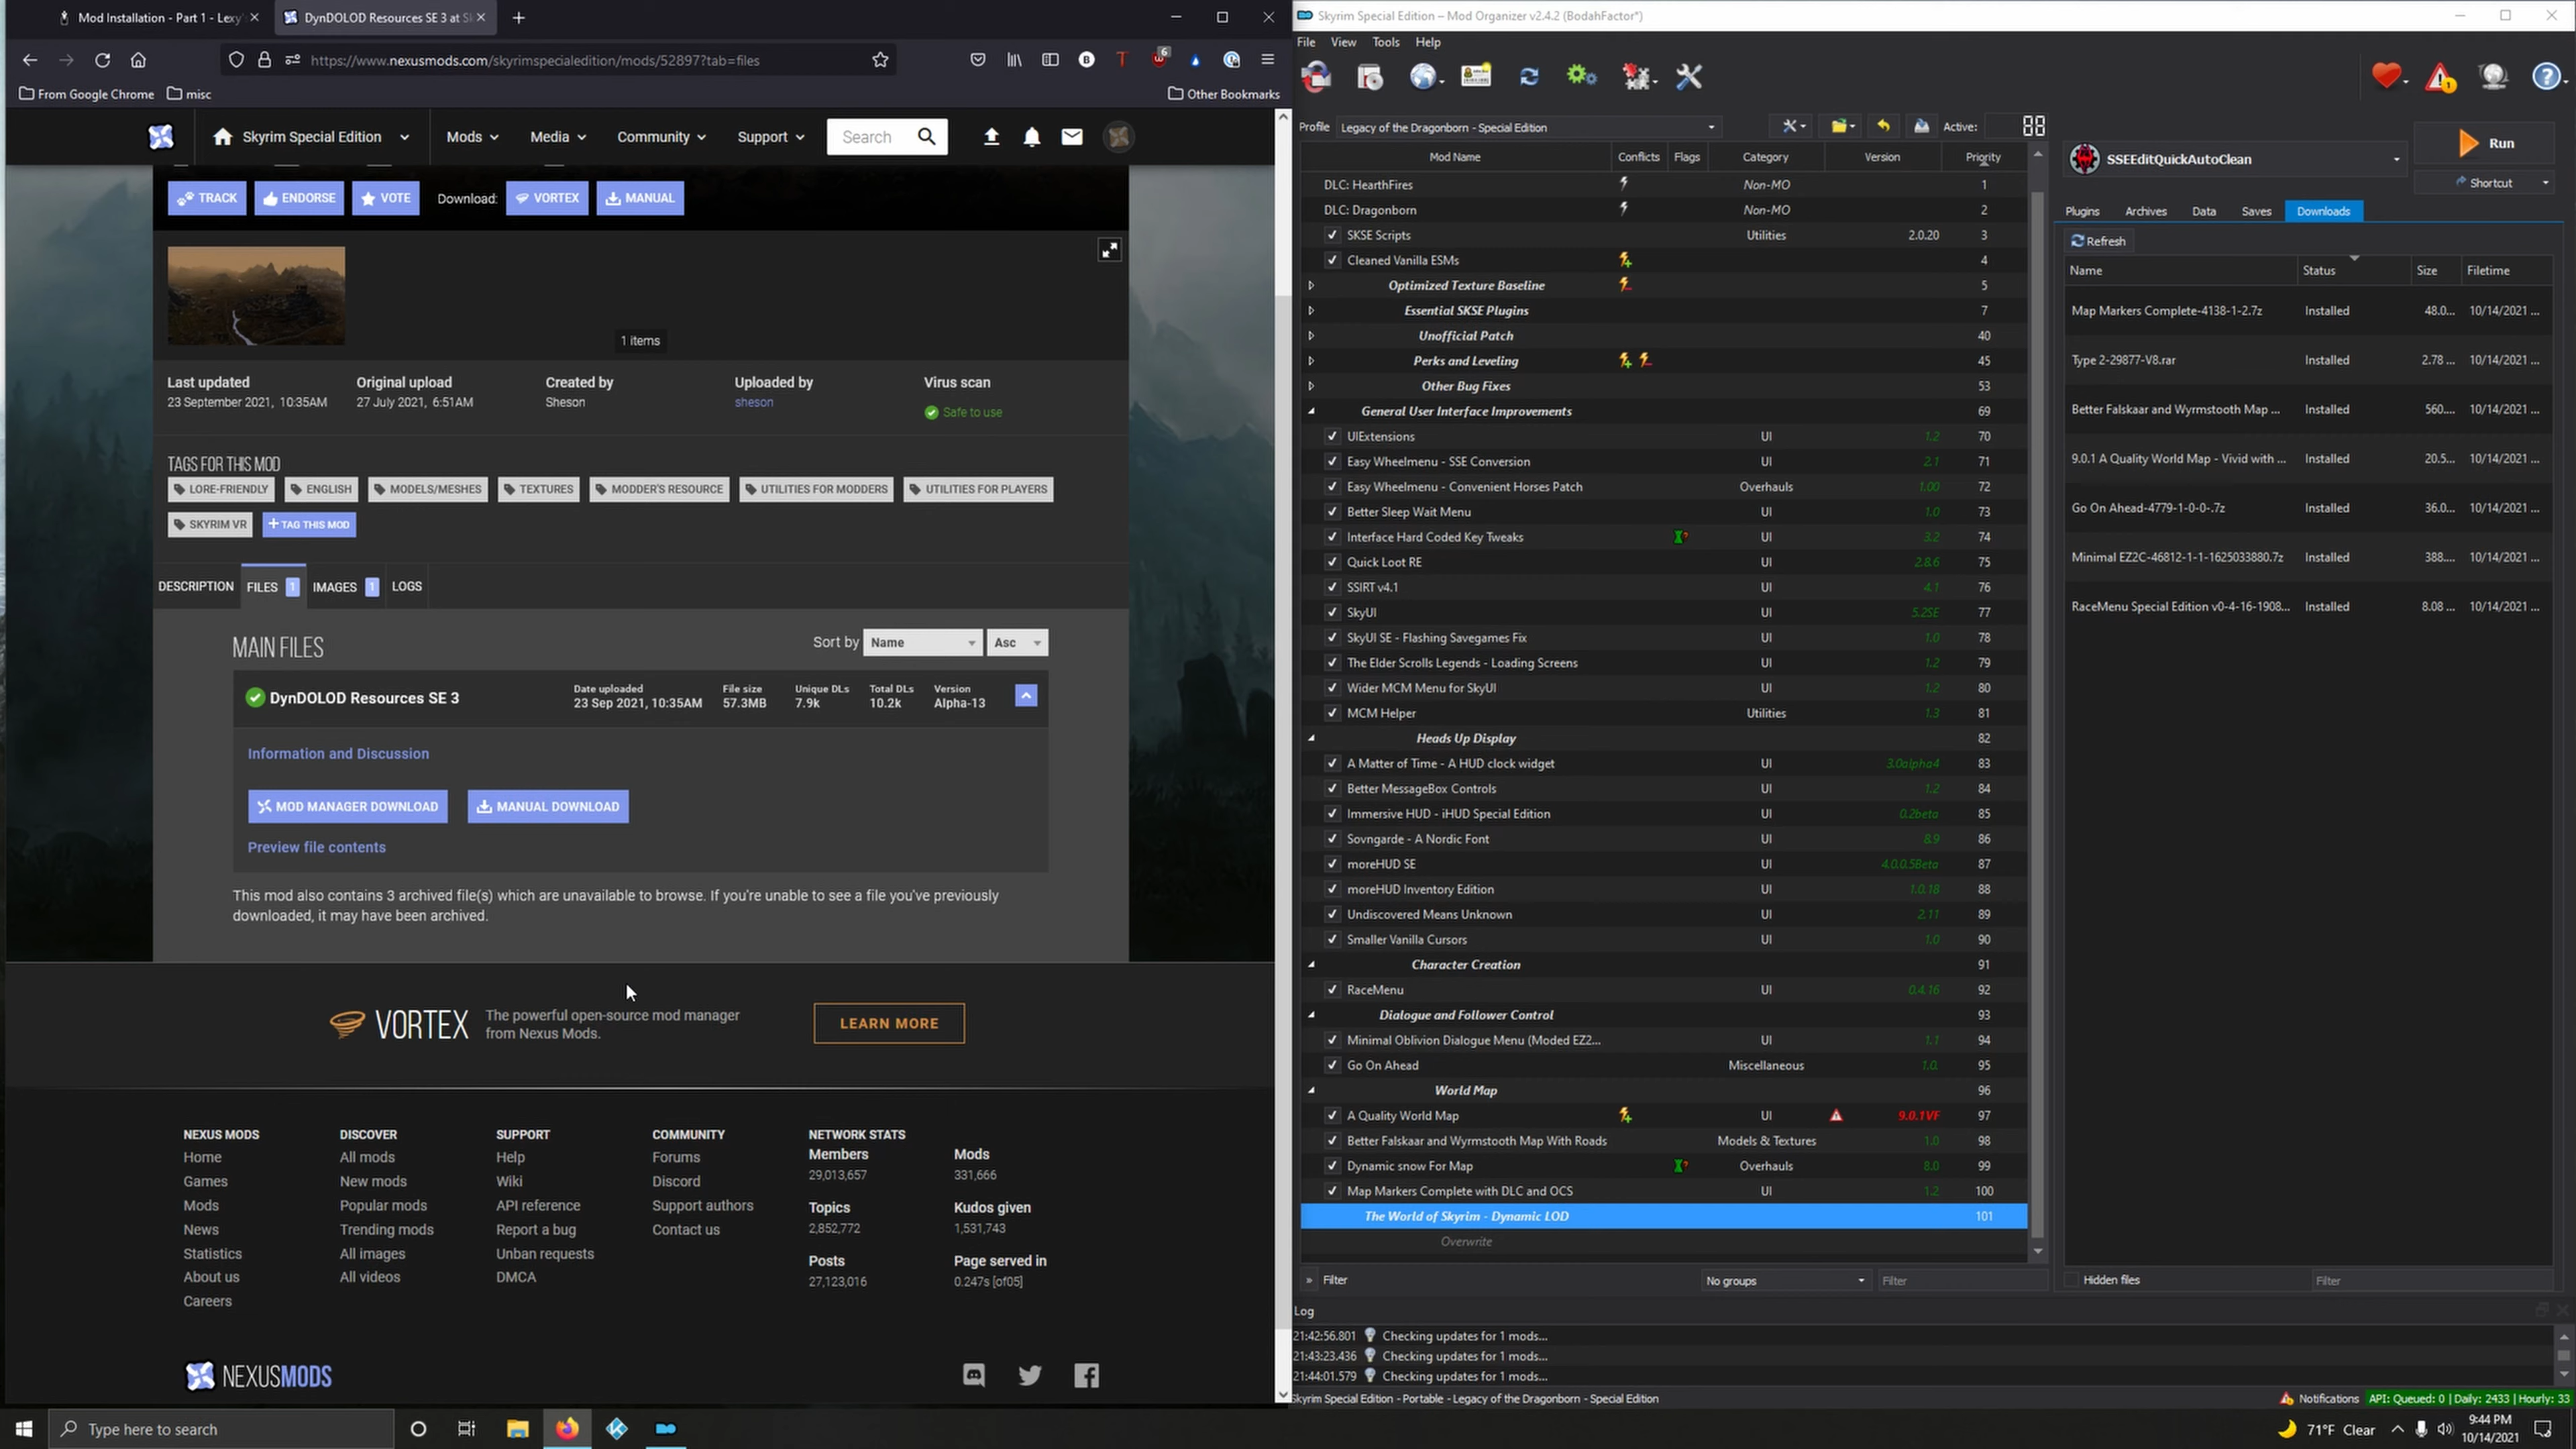 Mod Installation - Part 1 - Lexy'
DynDOLOD Resources SE 3 at Sk
https://www.nexusmods.com/skyrimspecialedition/mods/52897?tab=files
From Google Chrome
misc
Other Bookmarks
Skyrim Special Edition
Mods
Media
Community
Support
Search
TRACK
ENDORSE
VOTE
Download:
VORTEX
MANUAL
1 items
Last updated
23 September 2021, 10:35AM
Original upload
27 July 2021, 6:51AM
Created by
Sheson
Uploaded by
sheson
Virus scan
Safe to use
TAGS FOR THIS MOD
LORE-FRIENDLY
ENGLISH
MODELS/MESHES
TEXTURES
MODDER'S RESOURCE
UTILITIES FOR MODDERS
UTILITIES FOR PLAYERS
SKYRIM VR
+ TAG THIS MOD
DESCRIPTION
FILES 1
IMAGES 1
LOGS
MAIN FILES
Sort by
Name
Asc
DynDOLOD Resources SE 3
Date uploaded
23 Sep 2021, 10:35AM
File size
57.3MB
Unique DLs
7.9k
Total DLs
10.2k
Version
Alpha-13
Information and Discussion
MOD MANAGER DOWNLOAD
MANUAL DOWNLOAD
Preview file contents
This mod also contains 3 archived file(s) which are unavailable to browse. If you're unable to see a file you've previously
downloaded, it may have been archived.
VORTEX
The powerful open-source mod manager
from Nexus Mods.
LEARN MORE
NEXUS MODS
Home
Games
Mods
News
Statistics
About us
Careers
DISCOVER
All mods
New mods
Popular mods
Trending mods
All images
All videos
SUPPORT
Help
Wiki
API reference
Report a bug
Unban requests
DMCA
COMMUNITY
Forums
Discord
Support authors
Contact us
NETWORK STATS
Members
29,013,657
Mods
331,666
Topics
2,852,772
Kudos given
1,531,743
Posts
27,123,016
Page served in
0.247s [of05]
NEXUSMODS
Skyrim Special Edition – Mod Organizer v2.4.2 (BodahFactor*)
File
View
Tools
Help
Profile
Legacy of the Dragonborn - Special Edition
Active:
88
Mod Name Conflicts Flags Category Version Priority
DLC: HearthFires Non-MO 1
DLC: Dragonborn Non-MO 2
SKSE Scripts Utilities 2.0.20 3
Cleaned Vanilla ESMs 4
Optimized Texture Baseline 5
Essential SKSE Plugins 7
Unofficial Patch 40
Perks and Leveling 45
Other Bug Fixes 53
General User Interface Improvements 69
UIExtensions UI 1.2 70
Easy Wheelmenu - SSE Conversion UI 2.1 71
Easy Wheelmenu - Convenient Horses Patch Overhauls 1.00 72
Better Sleep Wait Menu UI 1.0 73
Interface Hard Coded Key Tweaks UI 3.2 74
Quick Loot RE UI 2.8.6 75
SSIRT v4.1 UI 4.1 76
SkyUI UI 5.2SE 77
SkyUI SE - Flashing Savegames Fix UI 1.0 78
The Elder Scrolls Legends - Loading Screens UI 1.2 79
Wider MCM Menu for SkyUI UI 1.2 80
MCM Helper Utilities 1.3 81
Heads Up Display 82
A Matter of Time - A HUD clock widget UI 3.0alpha4 83
Better MessageBox Controls UI 1.2 84
Immersive HUD - iHUD Special Edition UI 0.2beta 85
Sovngarde - A Nordic Font UI 8.9 86
moreHUD SE UI 4.0.0.5Beta 87
moreHUD Inventory Edition UI 1.0.18 88
Undiscovered Means Unknown UI 2.11 89
Smaller Vanilla Cursors UI 1.0 90
Character Creation 91
RaceMenu UI 0.4.16 92
Dialogue and Follower Control 93
Minimal Oblivion Dialogue Menu (Moded EZ2... UI 1.1 94
Go On Ahead Miscellaneous 1.0. 95
World Map 96
A Quality World Map UI 9.0.1VF 97
Better Falskaar and Wyrmstooth Map With Roads Models & Textures 1.0 98
Dynamic snow For Map Overhauls 8.0 99
Map Markers Complete with DLC and OCS UI 1.2 100
The World of Skyrim - Dynamic LOD 101
Overwrite
» Filter
No groups
Filter
SSEEditQuickAutoClean
Run
Shortcut
Plugins
Archives
Data
Saves
Downloads
Refresh
Name Status Size Filetime
Map Markers Complete-4138-1-2.7z Installed 48.0... 10/14/2021 ...
Type 2-29877-V8.rar Installed 2.78 ... 10/14/2021 ...
Better Falskaar and Wyrmstooth Map ... Installed 560.... 10/14/2021 ...
9.0.1 A Quality World Map - Vivid with ... Installed 20.5... 10/14/2021 ...
Go On Ahead-4779-1-0-0-.7z Installed 36.0... 10/14/2021 ...
Minimal EZ2C-46812-1-1-1625033880.7z Installed 388.... 10/14/2021 ...
RaceMenu Special Edition v0-4-16-1908... Installed 8.08 ... 10/14/2021 ...
Hidden files
Filter
Log
21:42:56.801 Checking updates for 1 mods...
21:43:23.436 Checking updates for 1 mods...
21:44:01.579 Checking updates for 1 mods...
Skyrim Special Edition - Portable - Legacy of the Dragonborn - Special Edition
Notifications
API: Queued: 0 | Daily: 2433 | Hourly: 33
Type here to search
71°F Clear
9:44 PM
10/14/2021